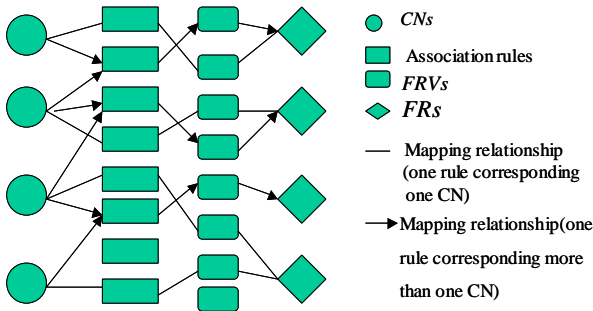 CNs
Association rules
FRVs
FRs
Mapping relationship
(one rule corresponding
one CN)
Mapping relationship(one
rule corresponding more
than one CN)